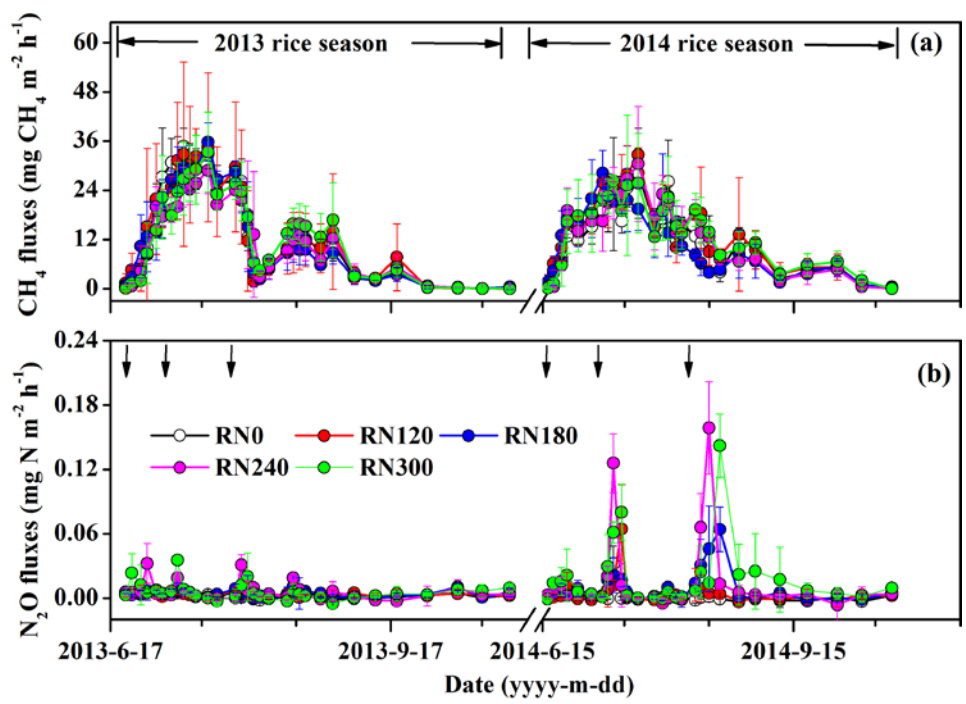 2013 rice season 2014 rice season (a)
CH4 fluxes (mg CH4 m-2 h-1)
60
48
36
24
12
0
(b)
N2O fluxes (mg N m-2 h-1)
0.24
0.18
0.12
0.06
0.00
RN0 RN120 RN180
RN240 RN300
2013-6-17 2013-9-17 2014-6-15 2014-9-15
Date (yyyy-m-dd)